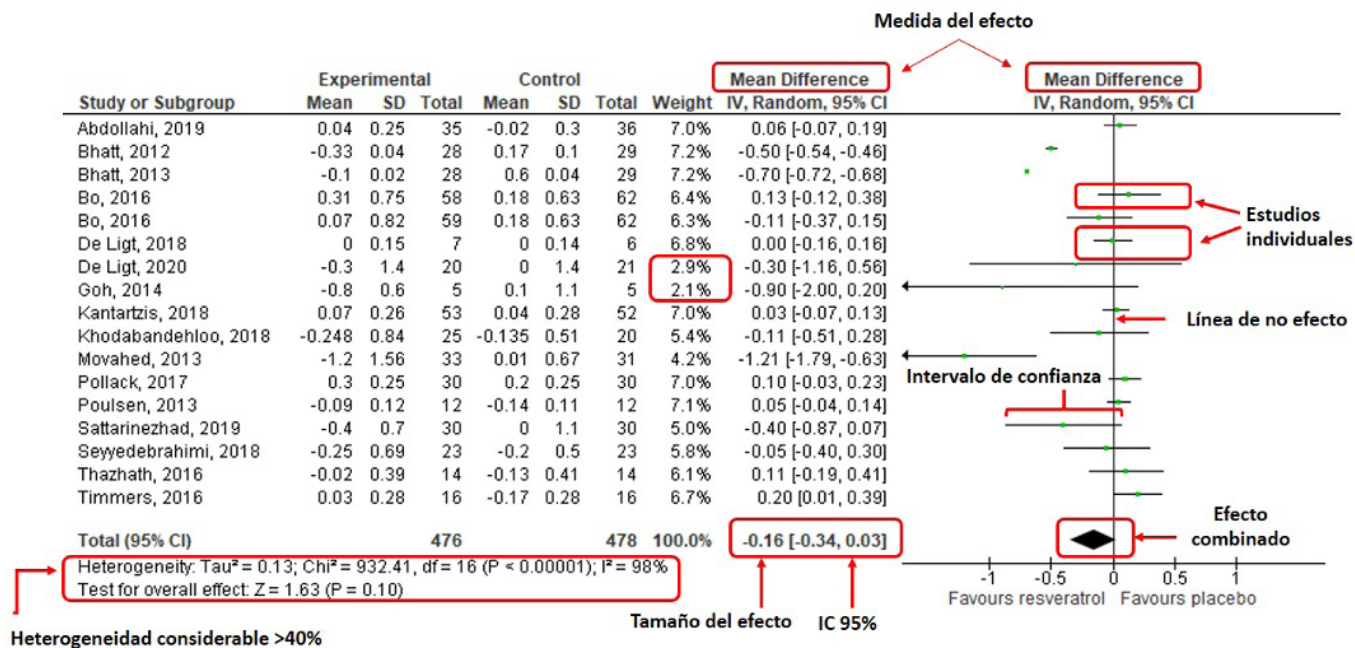 Medida del efecto
Experimental Control Mean Difference Mean Difference
Study or Subgroup Mean SD Total Mean SD Total Weight IV, Random, 95% CI IV, Random, 95% CI
Abdollahi, 2019 0.04 0.25 35 -0.02 0.3 36 7.0% 0.06 [-0.07, 0.19]
Bhatt, 2012 -0.33 0.04 28 0.17 0.1 29 7.2% -0.50 [-0.54, -0.46]
Bhatt, 2013 -0.1 0.02 28 0.6 0.04 29 7.2% -0.70 [-0.72, -0.68]
Bo, 2016 0.31 0.75 58 0.18 0.63 62 6.4% 0.13 [-0.12, 0.38]
Bo, 2016 0.07 0.82 59 0.18 0.63 62 6.3% -0.11 [-0.37, 0.15]
Estudios
individuales
De Ligt, 2018 0 0.15 7 0 0.14 6 6.8% 0.00 [-0.16, 0.16]
De Ligt, 2020 -0.3 1.4 20 0 1.4 21 2.9% -0.30 [-1.16, 0.56]
Goh, 2014 -0.8 0.6 5 0.1 1.1 5 2.1% -0.90 [-2.00, 0.20]
Kantartzis, 2018 0.07 0.26 53 0.04 0.28 52 7.0% 0.03 [-0.07, 0.13]
Línea de no efecto
Khodabandehloo, 2018 -0.248 0.84 25 -0.135 0.51 20 5.4% -0.11 [-0.51, 0.28]
Movahed, 2013 -1.2 1.56 33 0.01 0.67 31 4.2% -1.21 [-1.79, -0.63]
Pollack, 2017 0.3 0.25 30 0.2 0.25 30 7.0% 0.10 [-0.03, 0.23]
Intervalo de confianza
Poulsen, 2013 -0.09 0.12 12 -0.14 0.11 12 7.1% 0.05 [-0.04, 0.14]
Sattarinezhad, 2019 -0.4 0.7 30 0 1.1 30 4.9% -0.40 [-0.87, 0.07]
Seyyedebrahimi, 2018 -0.25 0.69 23 -0.2 0.5 23 5.8% -0.05 [-0.40, 0.30]
Thazhath, 2016 -0.02 0.39 14 -0.13 0.41 14 6.1% 0.11 [-0.19, 0.41]
Timmers, 2016 0.03 0.28 16 -0.17 0.28 16 6.7% 0.20 [0.01, 0.39]
Efecto
combinado
Total (95% CI) 476 478 100.0% -0.16 [-0.34, 0.03]
Heterogeneity: Tau² = 0.13; Chi² = 932.41, df = 16 (P < 0.00001); I² = 98%
Test for overall effect: Z = 1.63 (P = 0.10)
-1 -0.5 0 0.5 1
Favours resveratrol Favours placebo
Tamaño del efecto IC 95%
Heterogeneidad considerable >40%